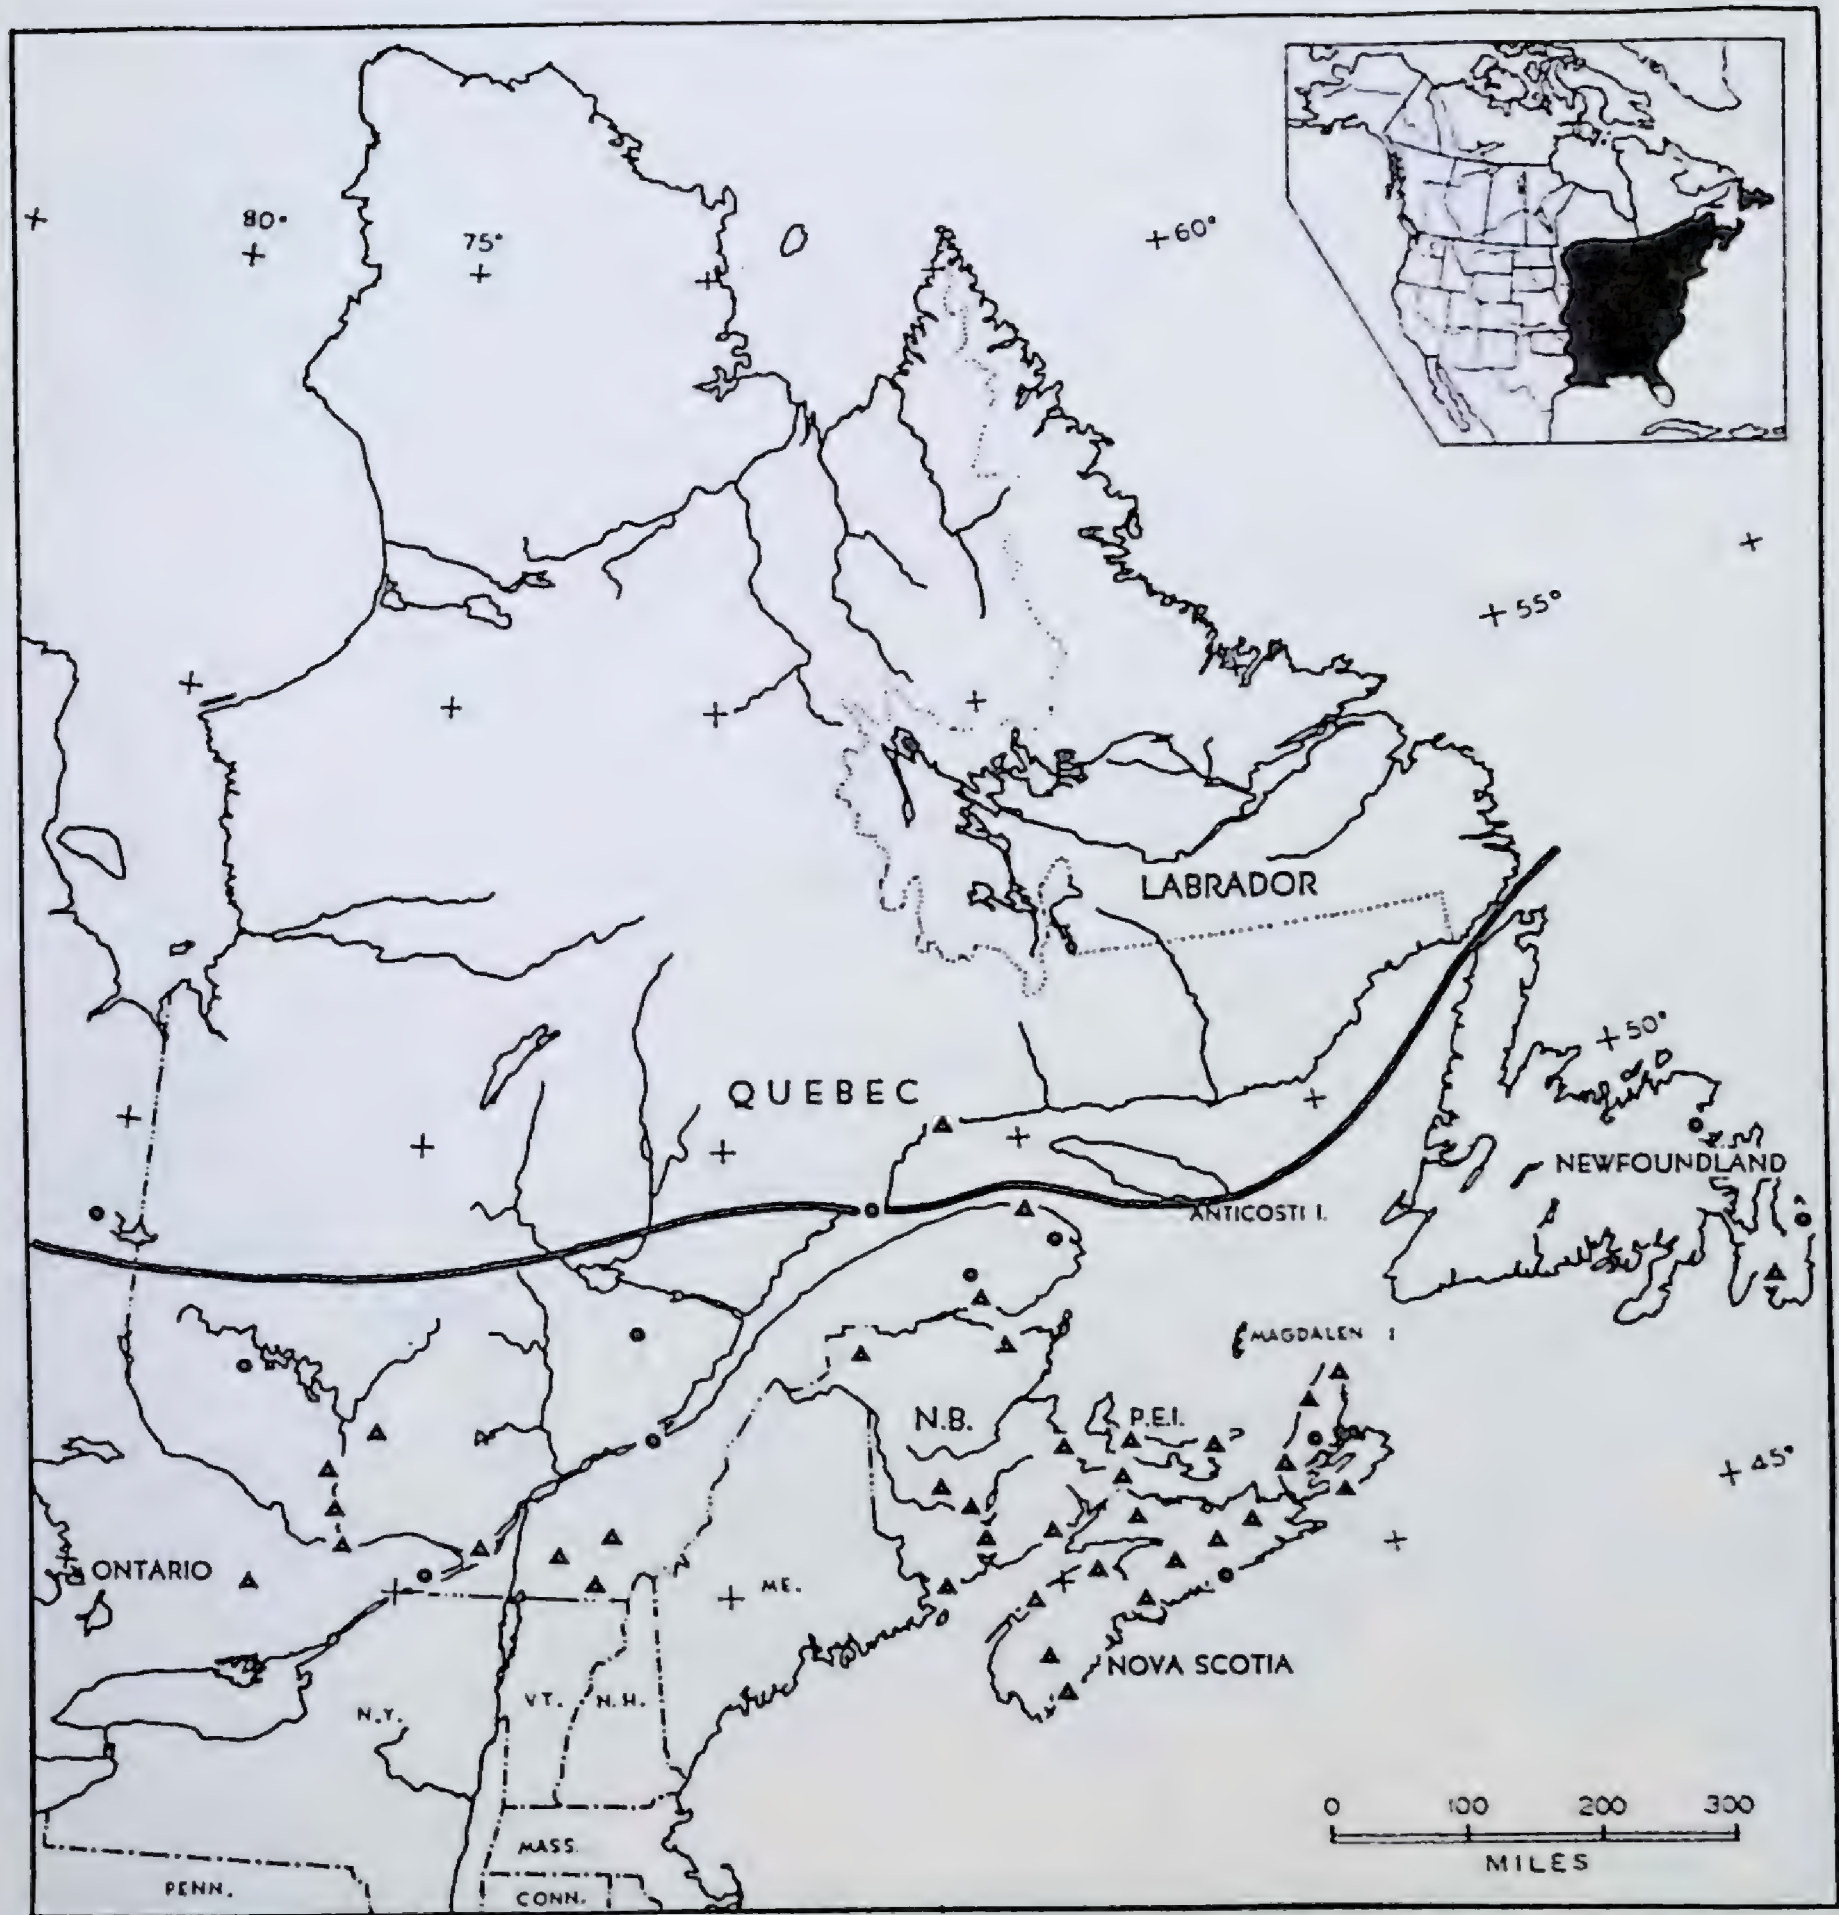 80°
75°
60°
55°
LABRADOR
50°
QUEBEC
NEWFOUNDLAND
ANTICOSTI I.
MAGDALEN I
N.B.
P.E.I.
45°
ONTARIO
ME.
NOVA SCOTIA
VT.
N.H.
N.Y.
0 100 200 300
MILES
MASS.
PENN.
CONN.